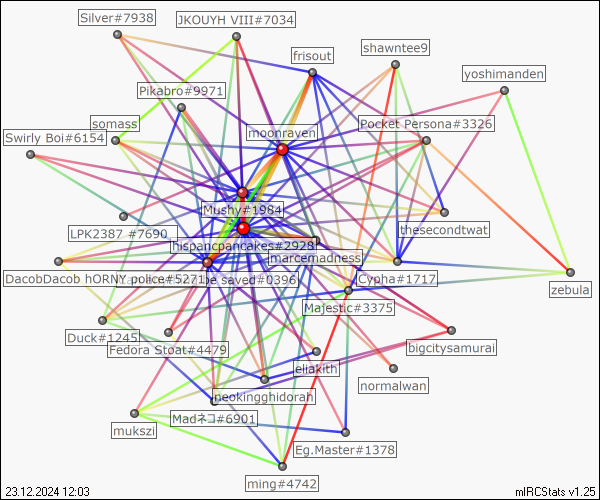 Silver#7938
JKOUYH VIII#7034
frisout
shawntee9
yoshimanden
Pikabro#9971
somass
moonraven
Pocket Persona#3326
Swirly Boi#6154
Mushy#1984
LPK2387 #7690
thesecondtwat
hispancpancakes#2928
marcemadness
DacobDacob hORNY police#5271
be saved#0396
Cypha#1717
zebula
Majestic#3375
Duck#1245
Fedora Stoat#4479
bigcitysamurai
eliakith
normalwan
neokingghidorah
Madネコ#6901
mukszi
Eg.Master#1378
ming#4742
23.12.2024 12:03
mIRCStats v1.25